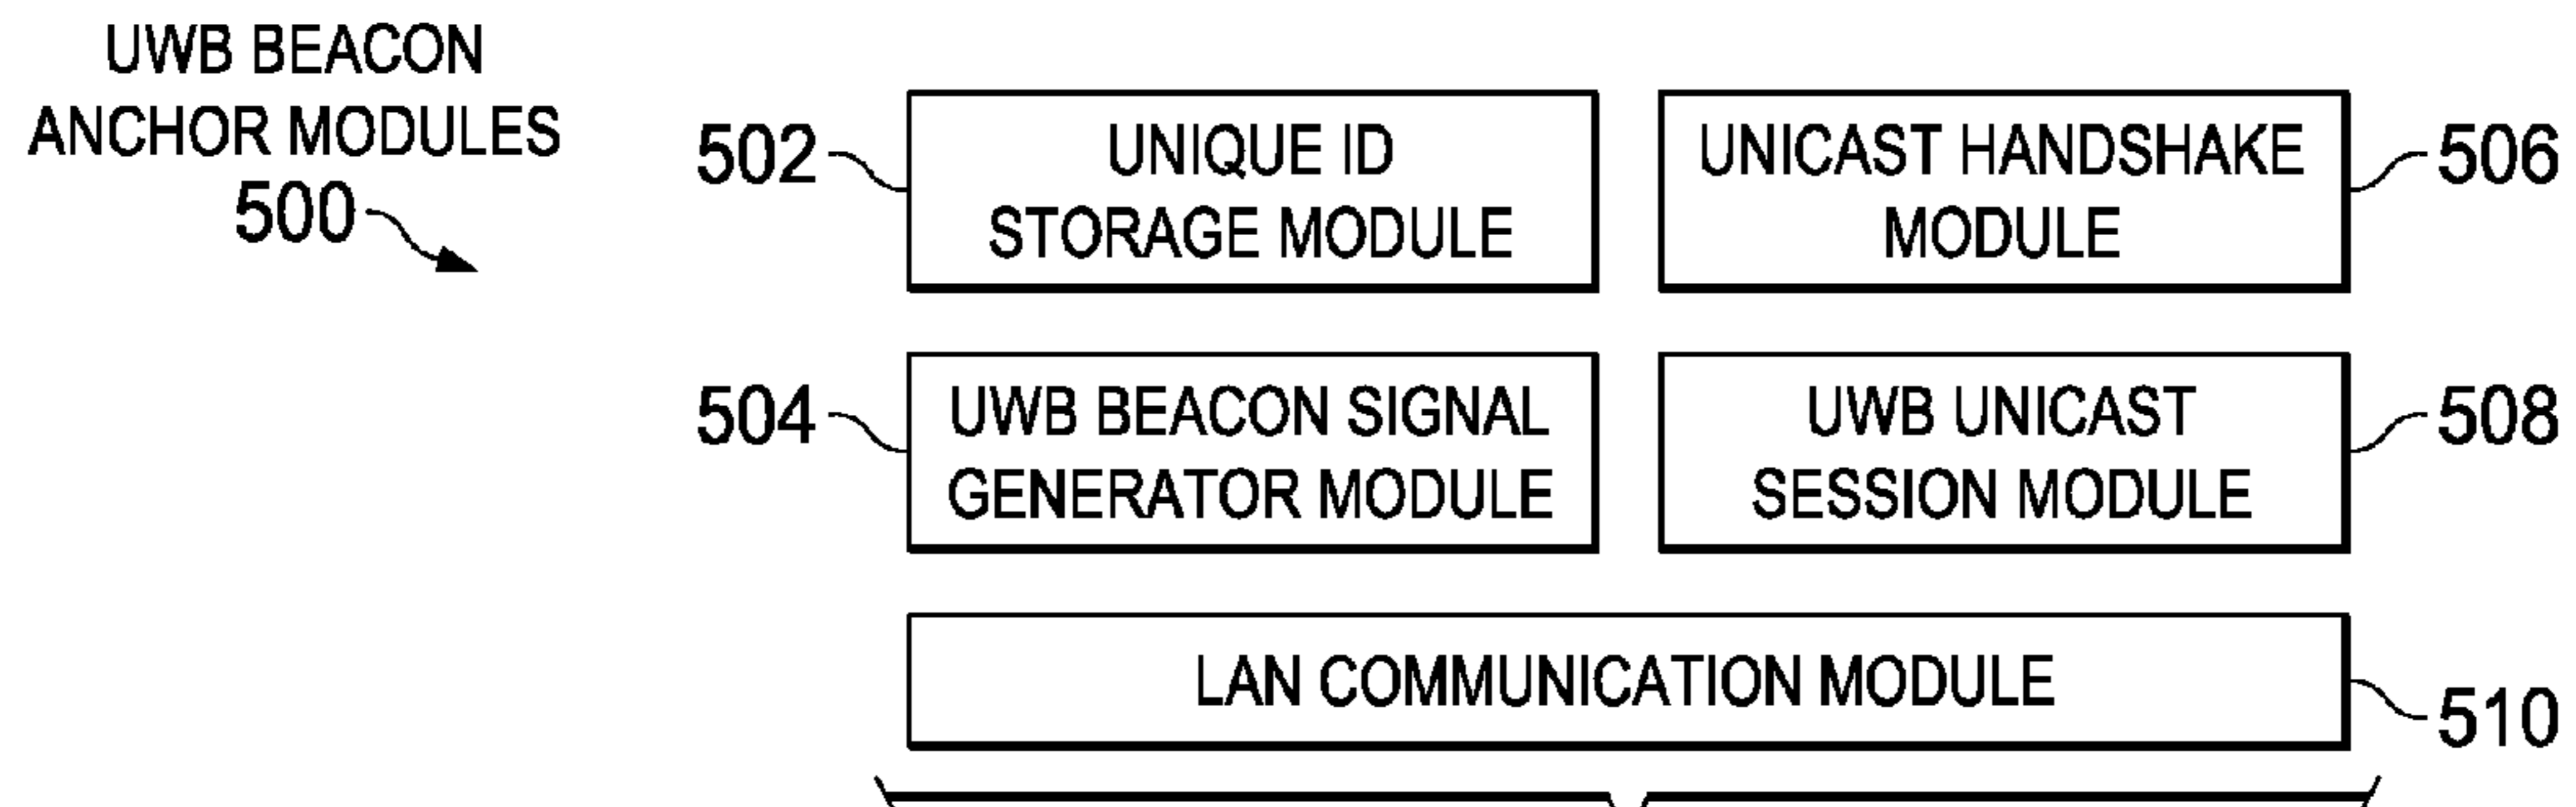 UWB BEACON
ANCHOR MODULES
500
502
UNIQUE ID
STORAGE MODULE
UNICAST HANDSHAKE
MODULE
506
504
UWB BEACON SIGNAL
GENERATOR MODULE
UWB UNICAST
SESSION MODULE
508
LAN COMMUNICATION MODULE
510